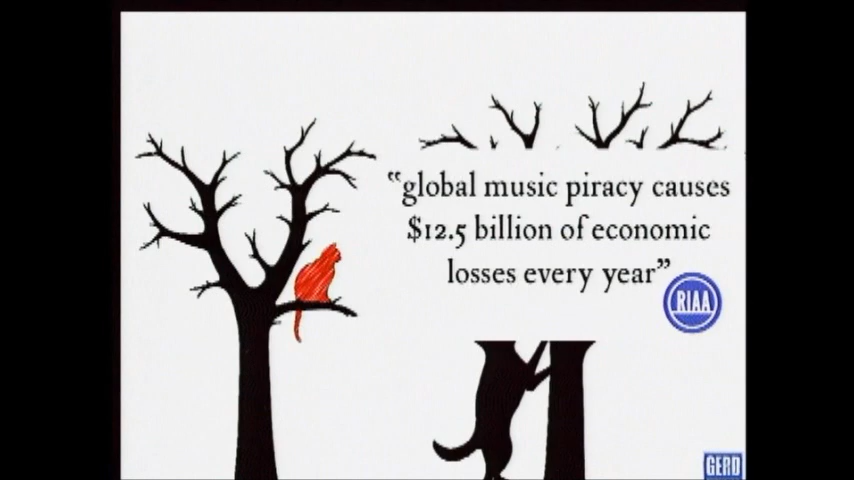 “global music piracy causes
$12.5 billion of economic
losses every year”
RIAA
GERD